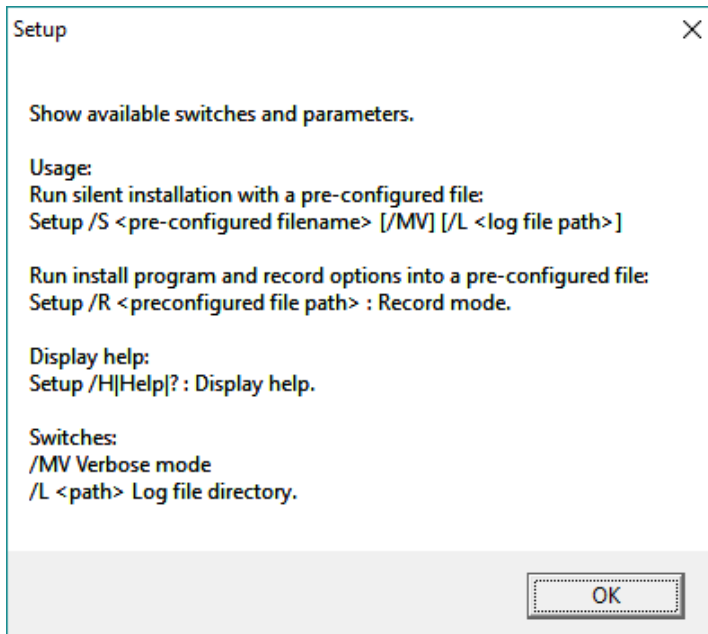 Setup
Show available switches and parameters.
Usage:
Run silent installation with a pre-configured file:
Setup /S <pre-configured filename> [/MV] [/L <log file path>]
Run install program and record options into a pre-configured file:
Setup /R <preconfigured file path> : Record mode.
Display help:
Setup /H|Help|? : Display help.
Switches:
/MV Verbose mode
/L <path> Log file directory.
OK